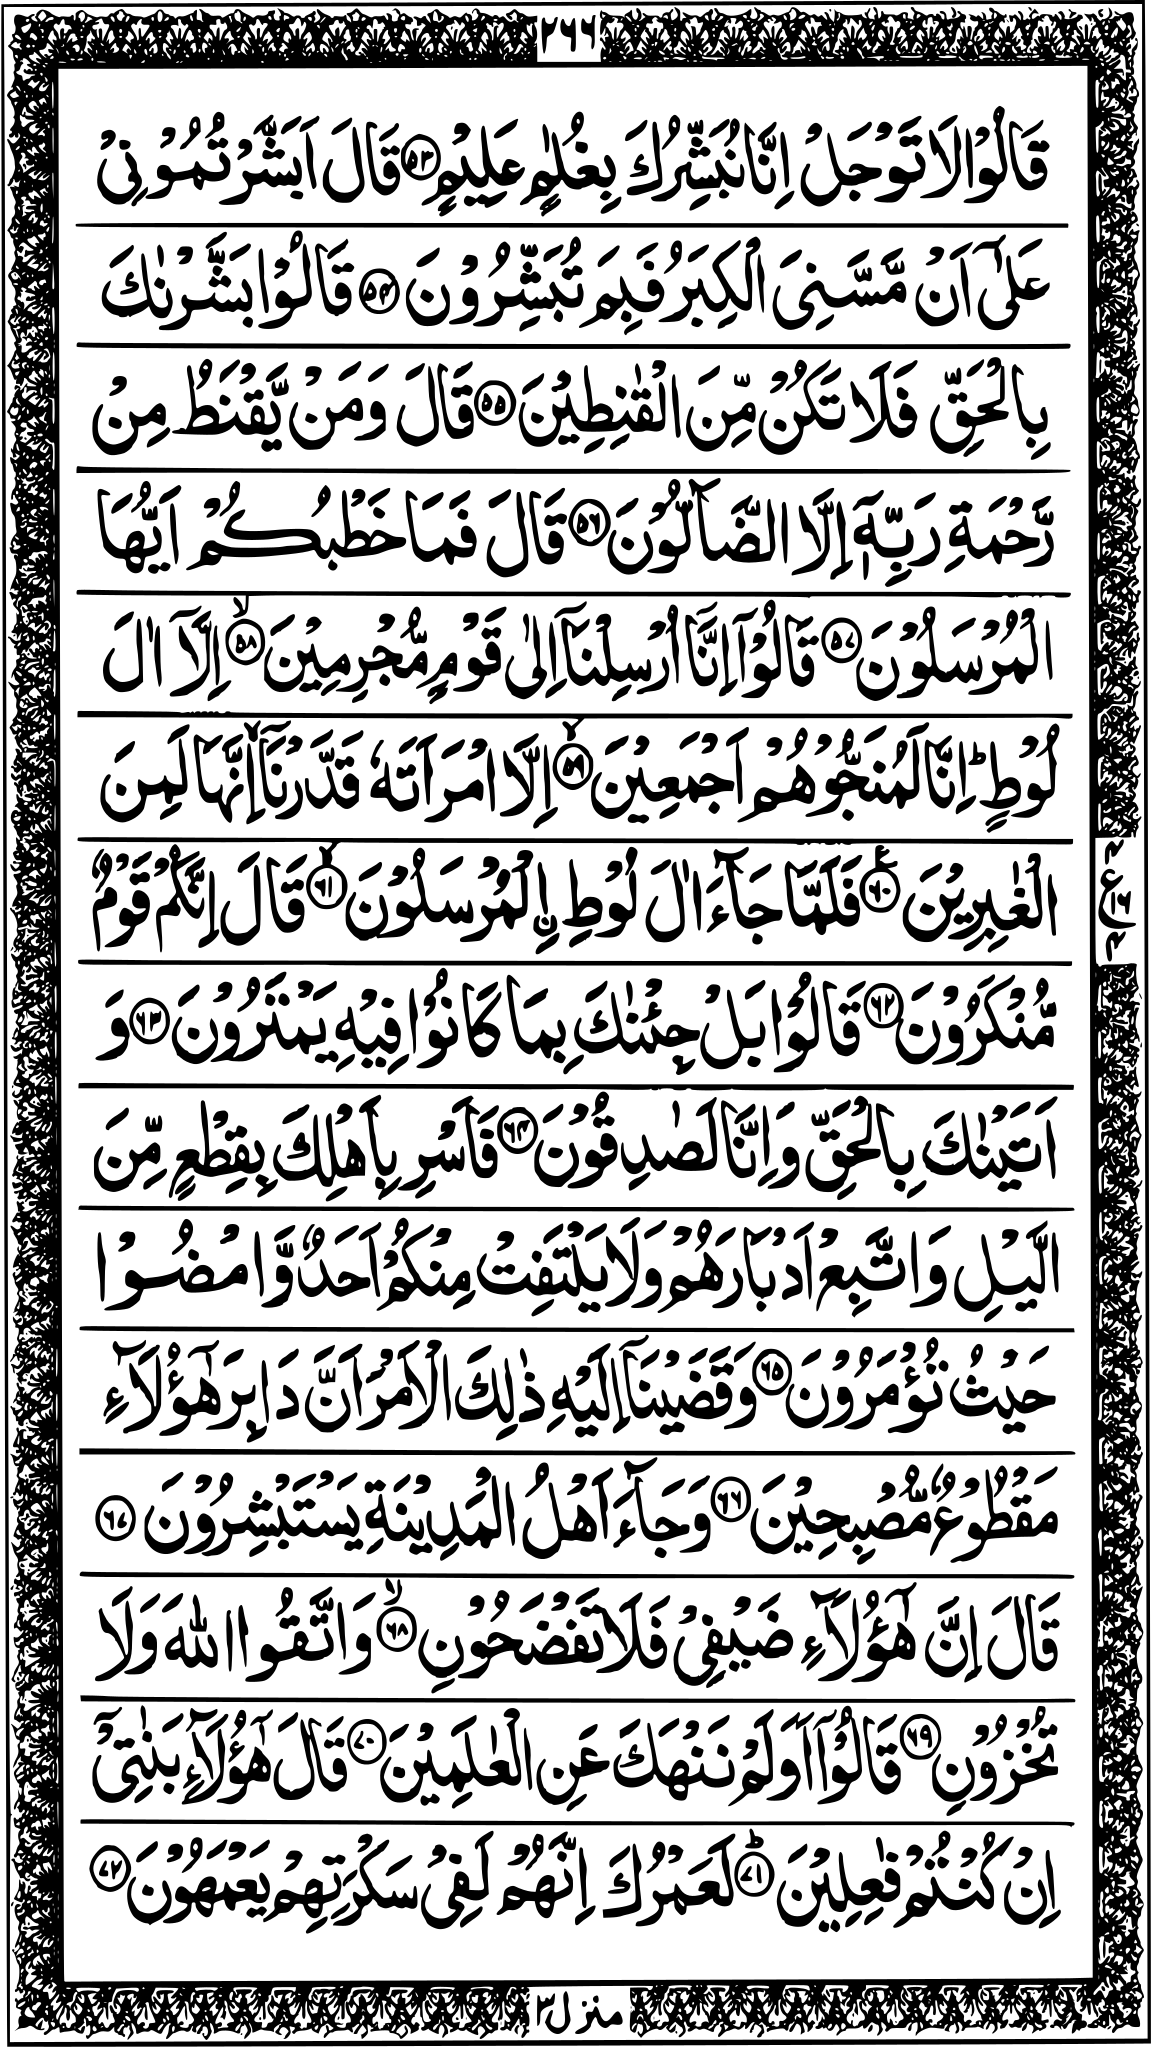 ٢٦٦
قَالُوْا لَا تَوْجَلْ اِنَّا نُبَشِّرُكَ بِغُلٰمٍ عَلِيْمٍ ۝٥٣ قَالَ اَبَشَّرْتُمُوْنِیْ
عَلٰۤى اَنْ مَّسَّنِیَ الْكِبَرُ فَبِمَ تُبَشِّرُوْنَ ۝٥٤ قَالُوْا بَشَّرْنٰكَ
بِالْحَقِّ فَلَا تَكُنْ مِّنَ الْقٰنِطِیْنَ ۝٥٥ قَالَ وَمَنْ یَّقْنَطُ مِنْ
رَّحْمَةِ رَبِّهٖۤ اِلَّا الضَّآلُّوْنَ ۝٥٦ قَالَ فَمَا خَطْبُكُمْ اَیُّهَا
الْمُرْسَلُوْنَ ۝٥٧ قَالُوْۤا اِنَّاۤ اُرْسِلْنَاۤ اِلٰى قَوْمٍ مُّجْرِمِیْنَ ۝٥٨ۙ اِلَّاۤ اٰلَ
لُوْطٍ ؕ اِنَّا لَمُنَجُّوْهُمْ اَجْمَعِیْنَ ۝٥٩ۙ اِلَّا امْرَاَتَهٗ قَدَّرْنَاۤ ۙ اِنَّهَا لَمِنَ
الْغٰبِرِیْنَ ۝٦٠ فَلَمَّا جَآءَ اٰلَ لُوْطِ ِ۟الْمُرْسَلُوْنَ ۝٦١ۙ قَالَ اِنَّكُمْ قَوْمٌ
ع ١٦ ع
مُّنْكَرُوْنَ ۝٦٢ قَالُوْا بَلْ جِئْنٰكَ بِمَا كَانُوْا فِیْهِ یَمْتَرُوْنَ ۝٦٣ وَ
اَتَیْنٰكَ بِالْحَقِّ وَاِنَّا لَصٰدِقُوْنَ ۝٦٤ فَاَسْرِ بِاَهْلِكَ بِقِطْعٍ مِّنَ
الَّیْلِ وَاتَّبِعْ اَدْبَارَهُمْ وَلَا یَلْتَفِتْ مِنْكُمْ اَحَدٌ وَّامْضُوْا
حَیْثُ تُؤْمَرُوْنَ ۝٦٥ وَقَضَیْنَاۤ اِلَیْهِ ذٰلِكَ الْاَمْرَ اَنَّ دَابِرَ هٰۤؤُلَآءِ
مَقْطُوْعٌ مُّصْبِحِیْنَ ۝٦٦ وَجَآءَ اَهْلُ الْمَدِیْنَةِ یَسْتَبْشِرُوْنَ ۝٦٧
قَالَ اِنَّ هٰۤؤُلَآءِ ضَیْفِیْ فَلَا تَفْضَحُوْنِ ۝٦٨ۙ وَاتَّقُوا اللّٰهَ وَلَا
تُخْزُوْنِ ۝٦٩ قَالُوْۤا اَوَلَمْ نَنْهَكَ عَنِ الْعٰلَمِیْنَ ۝٧٠ قَالَ هٰۤؤُلَآءِ بَنٰتِیْۤ
اِنْ كُنْتُمْ فٰعِلِیْنَ ۝٧١ؕ لَعَمْرُكَ اِنَّهُمْ لَفِیْ سَكْرَتِهِمْ یَعْمَهُوْنَ ۝٧٢
منزل ٣